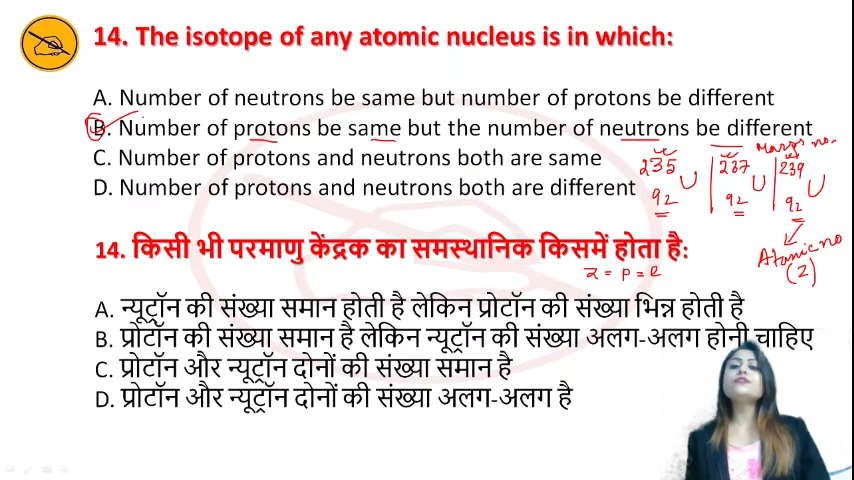 14. The isotope of any atomic nucleus is in which:
A. Number of neutrons be same but number of protons be different
B. Number of protons be same but the number of neutrons be different
C. Number of protons and neutrons both are same
D. Number of protons and neutrons both are different
Mass no.
235 92 U | 237 92 U | 239 92 U
Atomic no
(Z)
14. किसी भी परमाणु केंद्रक का समस्थानिक किसमें होता है:
z = p = e
A. न्यूट्रॉन की संख्या समान होती है लेकिन प्रोटॉन की संख्या भिन्न होती है
B. प्रोटॉन की संख्या समान है लेकिन न्यूट्रॉन की संख्या अलग-अलग होनी चाहिए
C. प्रोटॉन और न्यूट्रॉन दोनों की संख्या समान है
D. प्रोटॉन और न्यूट्रॉन दोनों की संख्या अलग-अलग है